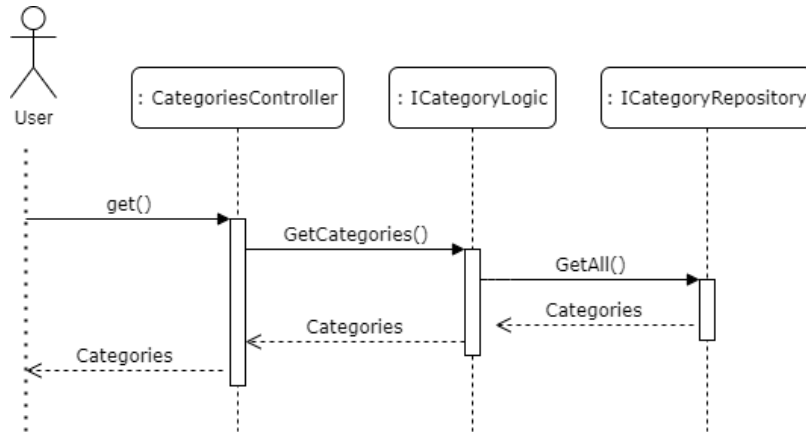 User
: CategoriesController
: ICategoryLogic
: ICategoryRepository
get()
GetCategories()
GetAll()
Categories
Categories
Categories